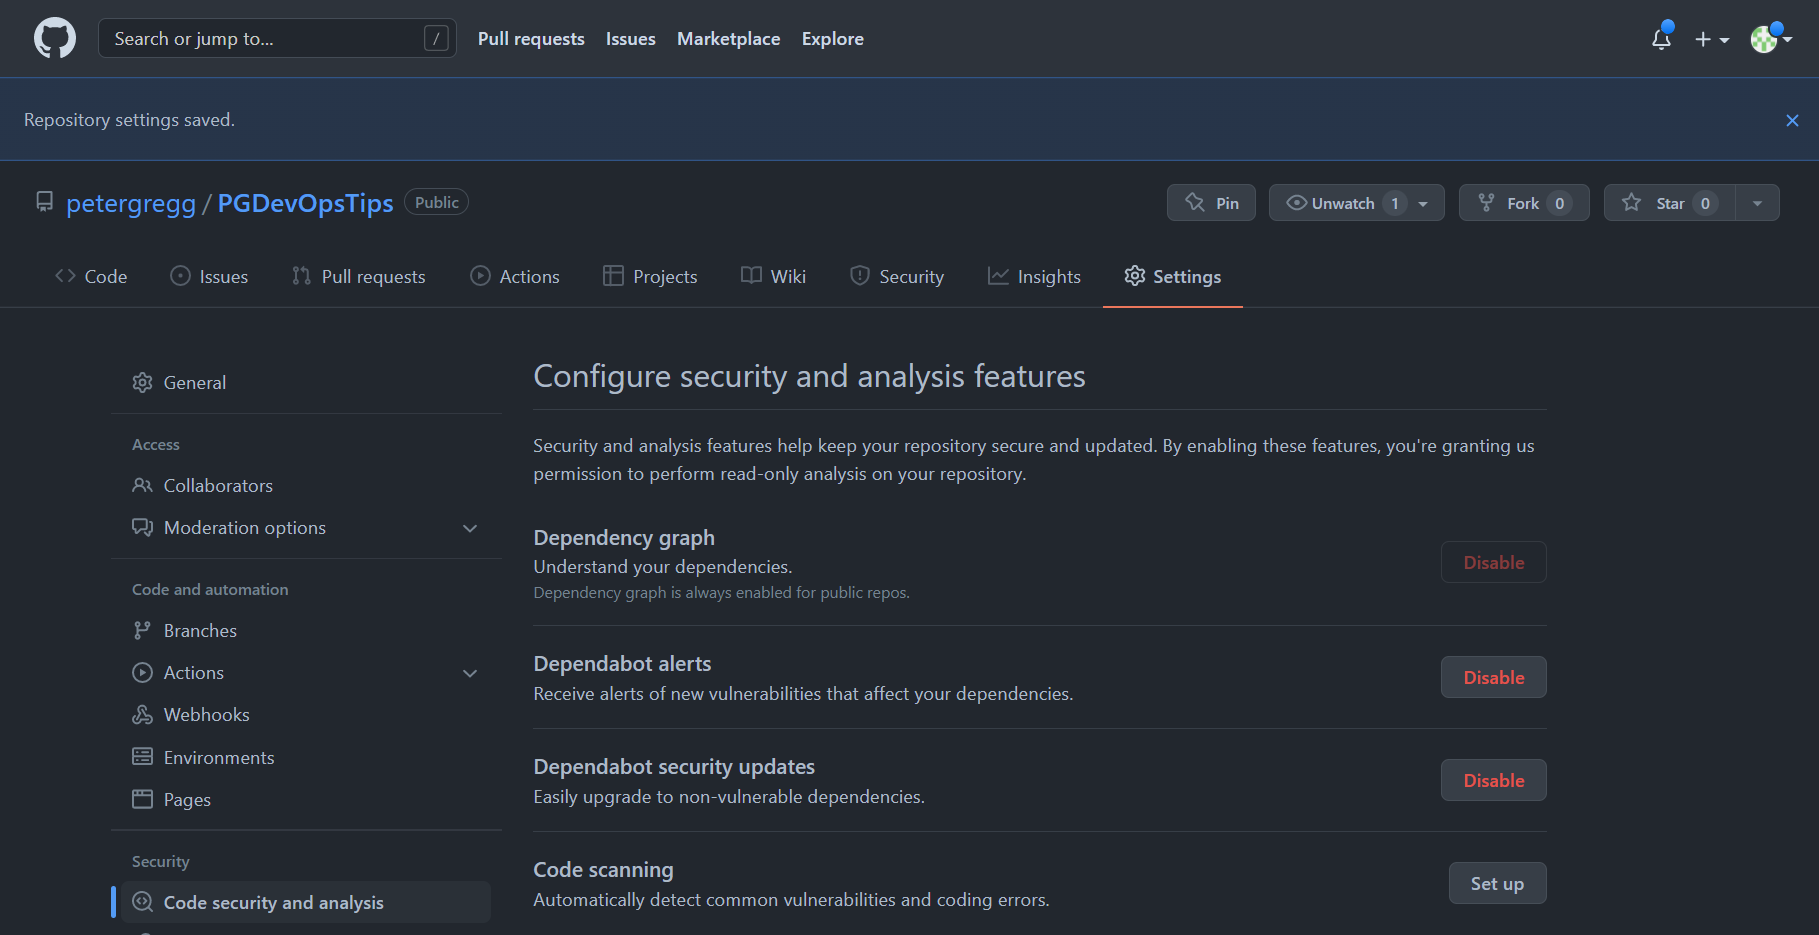 Search or jump to... /
Pull requests Issues Marketplace Explore
Repository settings saved.
petergregg / PGDevOpsTips Public
Pin Unwatch 1 Fork 0 Star 0
Code Issues Pull requests Actions Projects Wiki Security Insights Settings
General
Access
Collaborators
Moderation options
Code and automation
Branches
Actions
Webhooks
Environments
Pages
Security
Code security and analysis
Configure security and analysis features
Security and analysis features help keep your repository secure and updated. By enabling these features, you're granting us
permission to perform read-only analysis on your repository.
Dependency graph
Understand your dependencies.
Dependency graph is always enabled for public repos.
Disable
Dependabot alerts
Receive alerts of new vulnerabilities that affect your dependencies.
Disable
Dependabot security updates
Easily upgrade to non-vulnerable dependencies.
Disable
Code scanning
Automatically detect common vulnerabilities and coding errors.
Set up